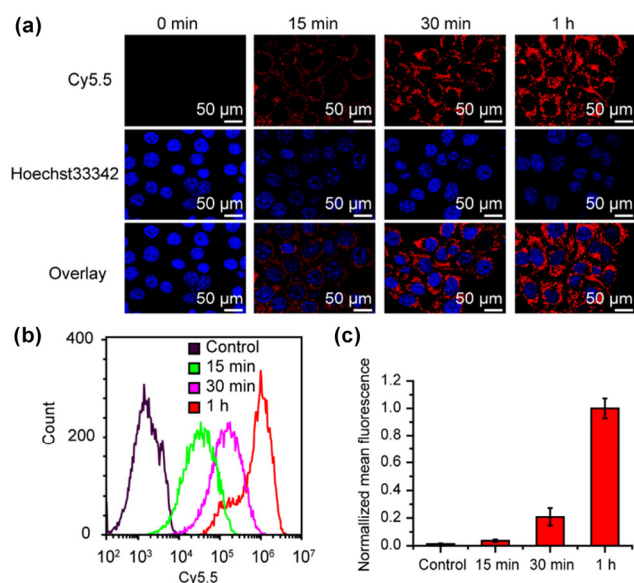 (a)
0 min 15 min 30 min 1 h
Cy5.5
50 µm 50 µm 50 µm 50 µm
Hoechst33342
50 µm 50 µm 50 µm 50 µm
Overlay
50 µm 50 µm 50 µm 50 µm
(b)
400
200
0
Count
Control
15 min
30 min
1 h
10² 10³ 10⁴ 10⁵ 10⁶ 10⁷
Cy5.5
(c)
Normallized mean fluorescence
1.2
1.0
0.8
0.6
0.4
0.2
0.0
Control 15 min 30 min 1 h